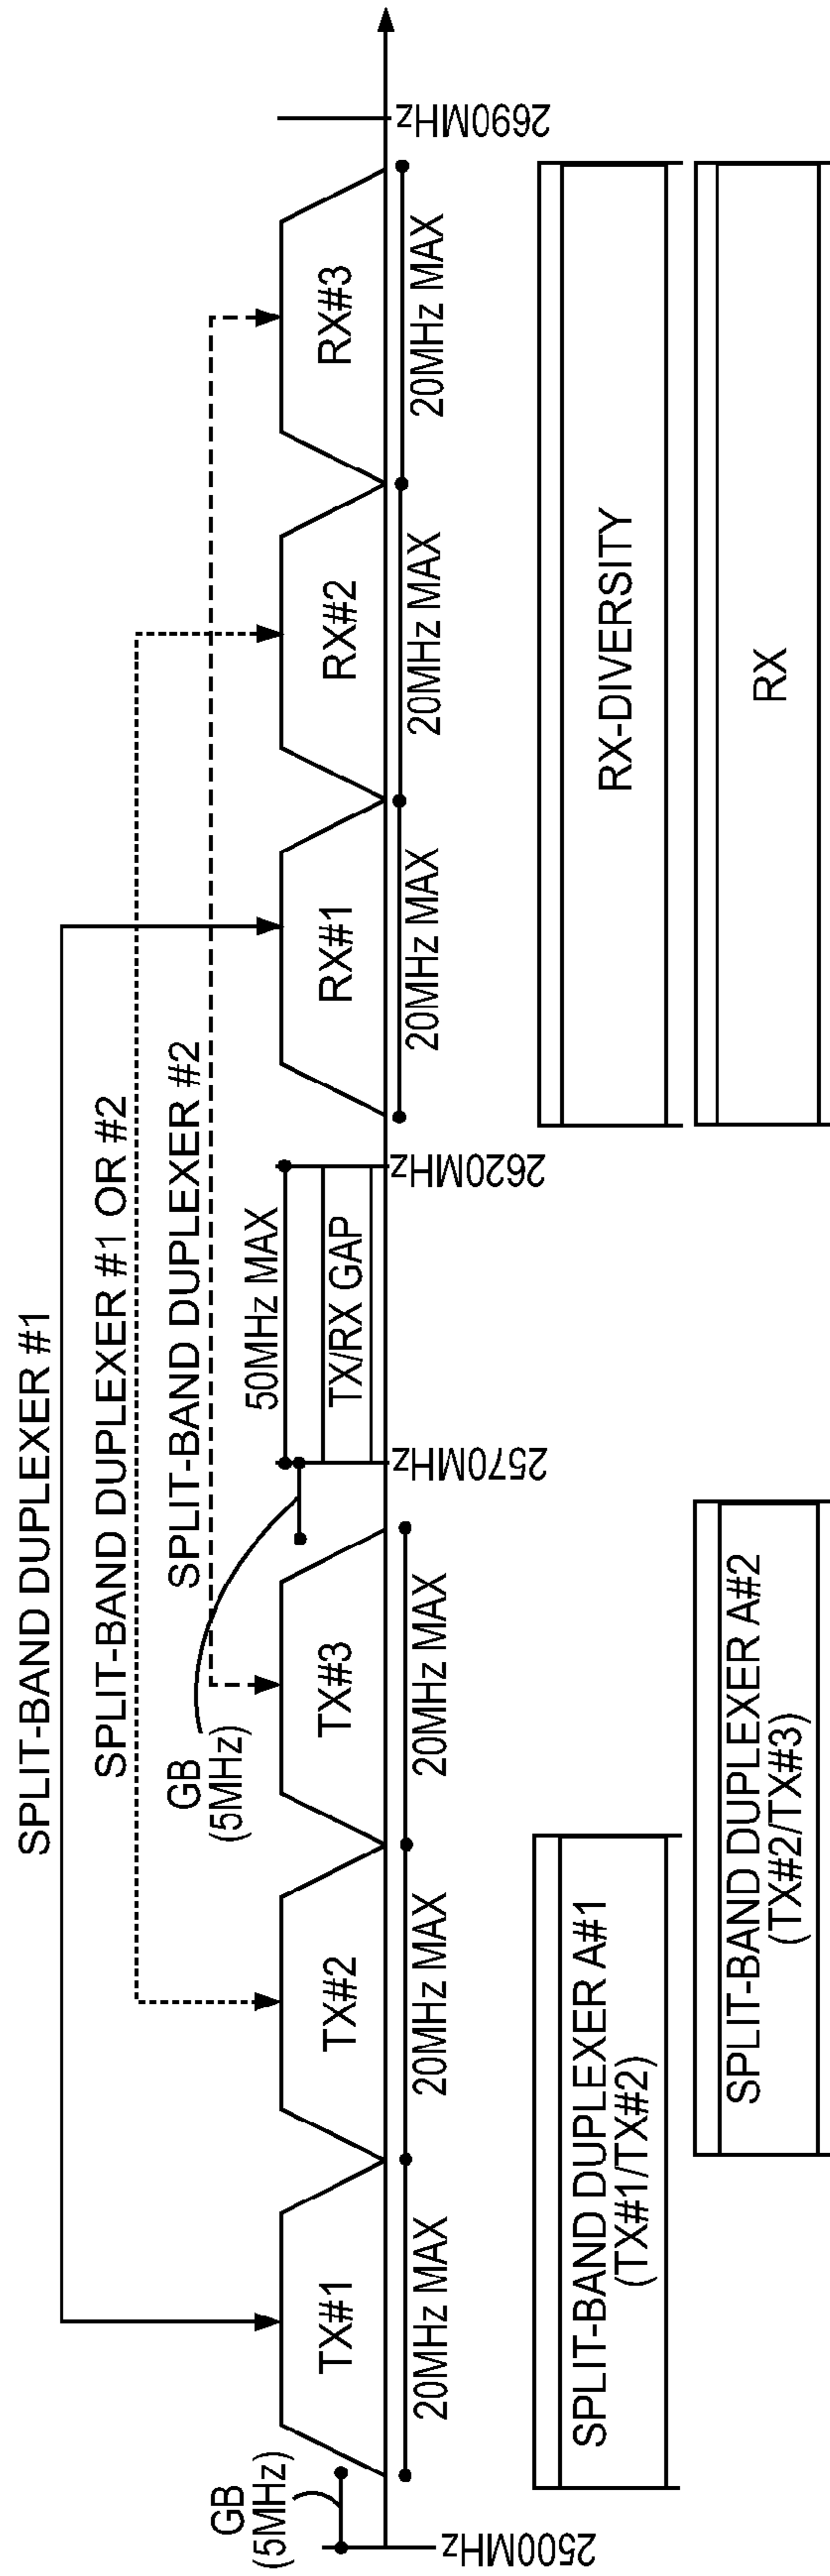 SPLIT-BAND DUPLEXER #1
SPLIT-BAND DUPLEXER #1 OR #2
SPLIT-BAND DUPLEXER #2
GB
(5MHz)
GB
(5MHz)
50MHz MAX
TX/RX GAP
TX#1
TX#2
TX#3
RX#1
RX#2
RX#3
20MHz MAX
20MHz MAX
20MHz MAX
20MHz MAX
20MHz MAX
20MHz MAX
2500MHz
2570MHz
2620MHz
2690MHz
SPLIT-BAND DUPLEXER A#1
(TX#1/TX#2)
RX-DIVERSITY
SPLIT-BAND DUPLEXER A#2
(TX#2/TX#3)
RX